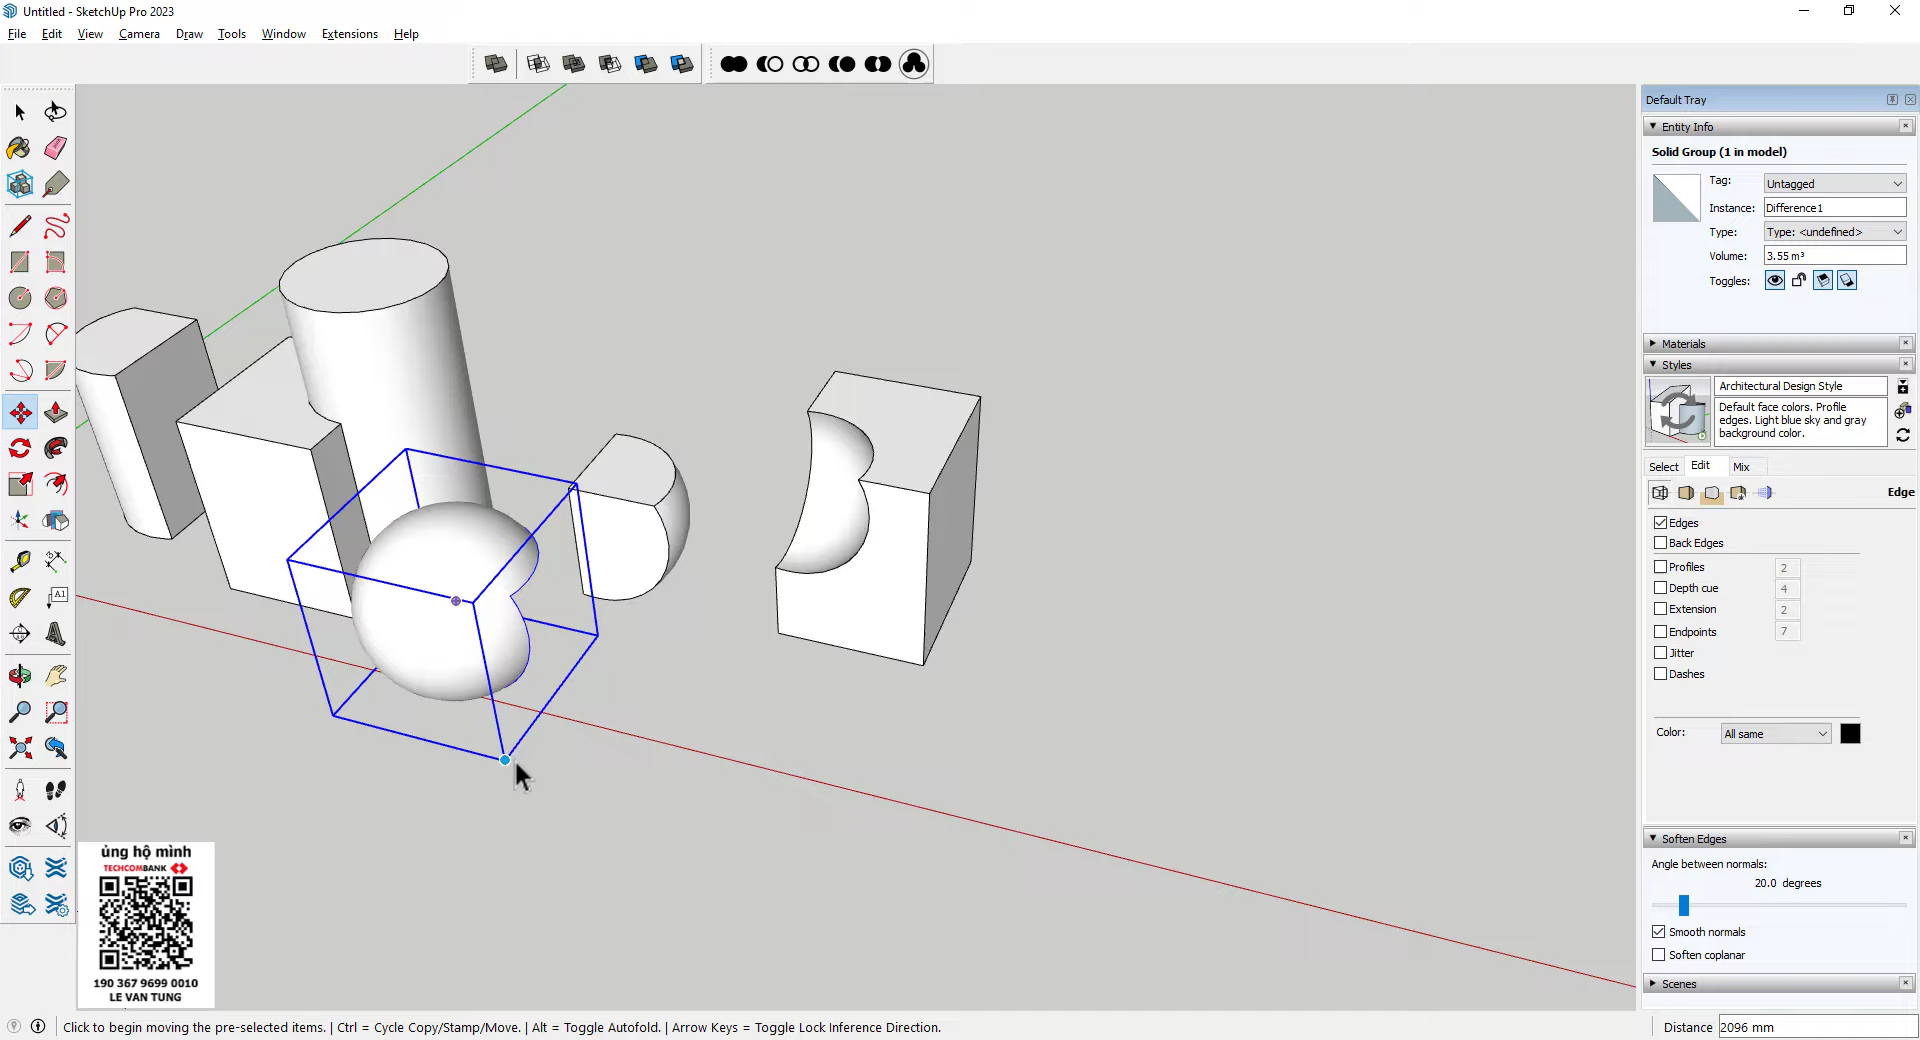 Untitled - SketchUp Pro 2023
File Edit View Camera Draw Tools Window Extensions Help
Default Tray
Entity Info
Solid Group (1 in model)
Tag: Untagged
Instance: Difference1
Type: Type: <undefined>
Volume: 3.55 m³
Toggles:
Materials
Styles
Architectural Design Style
Default face colors. Profile
edges. Light blue sky and gray
background color.
Select Edit Mix
Edge
Edges
Back Edges
Profiles 2
Depth cue 4
Extension 2
Endpoints 7
Jitter
Dashes
Color: All same
Soften Edges
Angle between normals:
20.0 degrees
Smooth normals
Soften coplanar
Scenes
A1
ủng hộ mình
TECHCOMBANK
190 367 9699 0010
LE VAN TUNG
Click to begin moving the pre-selected items. | Ctrl = Cycle Copy/Stamp/Move. | Alt = Toggle Autofold. | Arrow Keys = Toggle Lock Inference Direction.
Distance 2096 mm